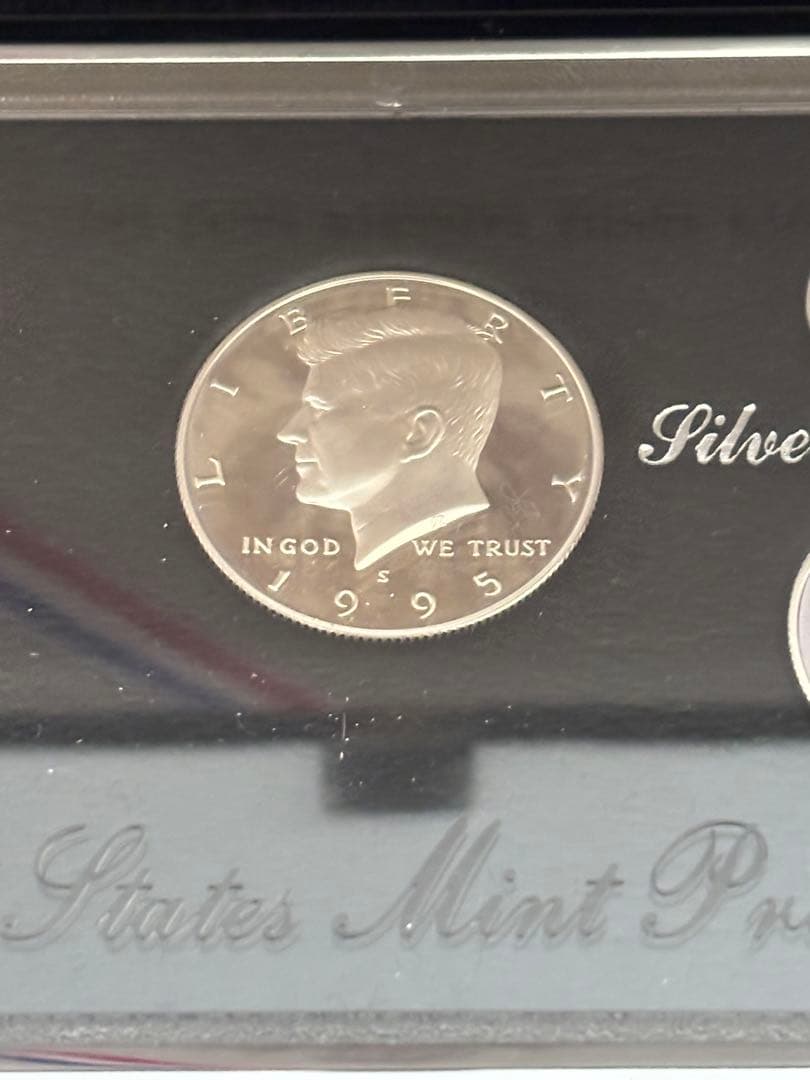 LIBERTY
IN GOD WE TRUST
S
1995
Silve
States Mint Pr